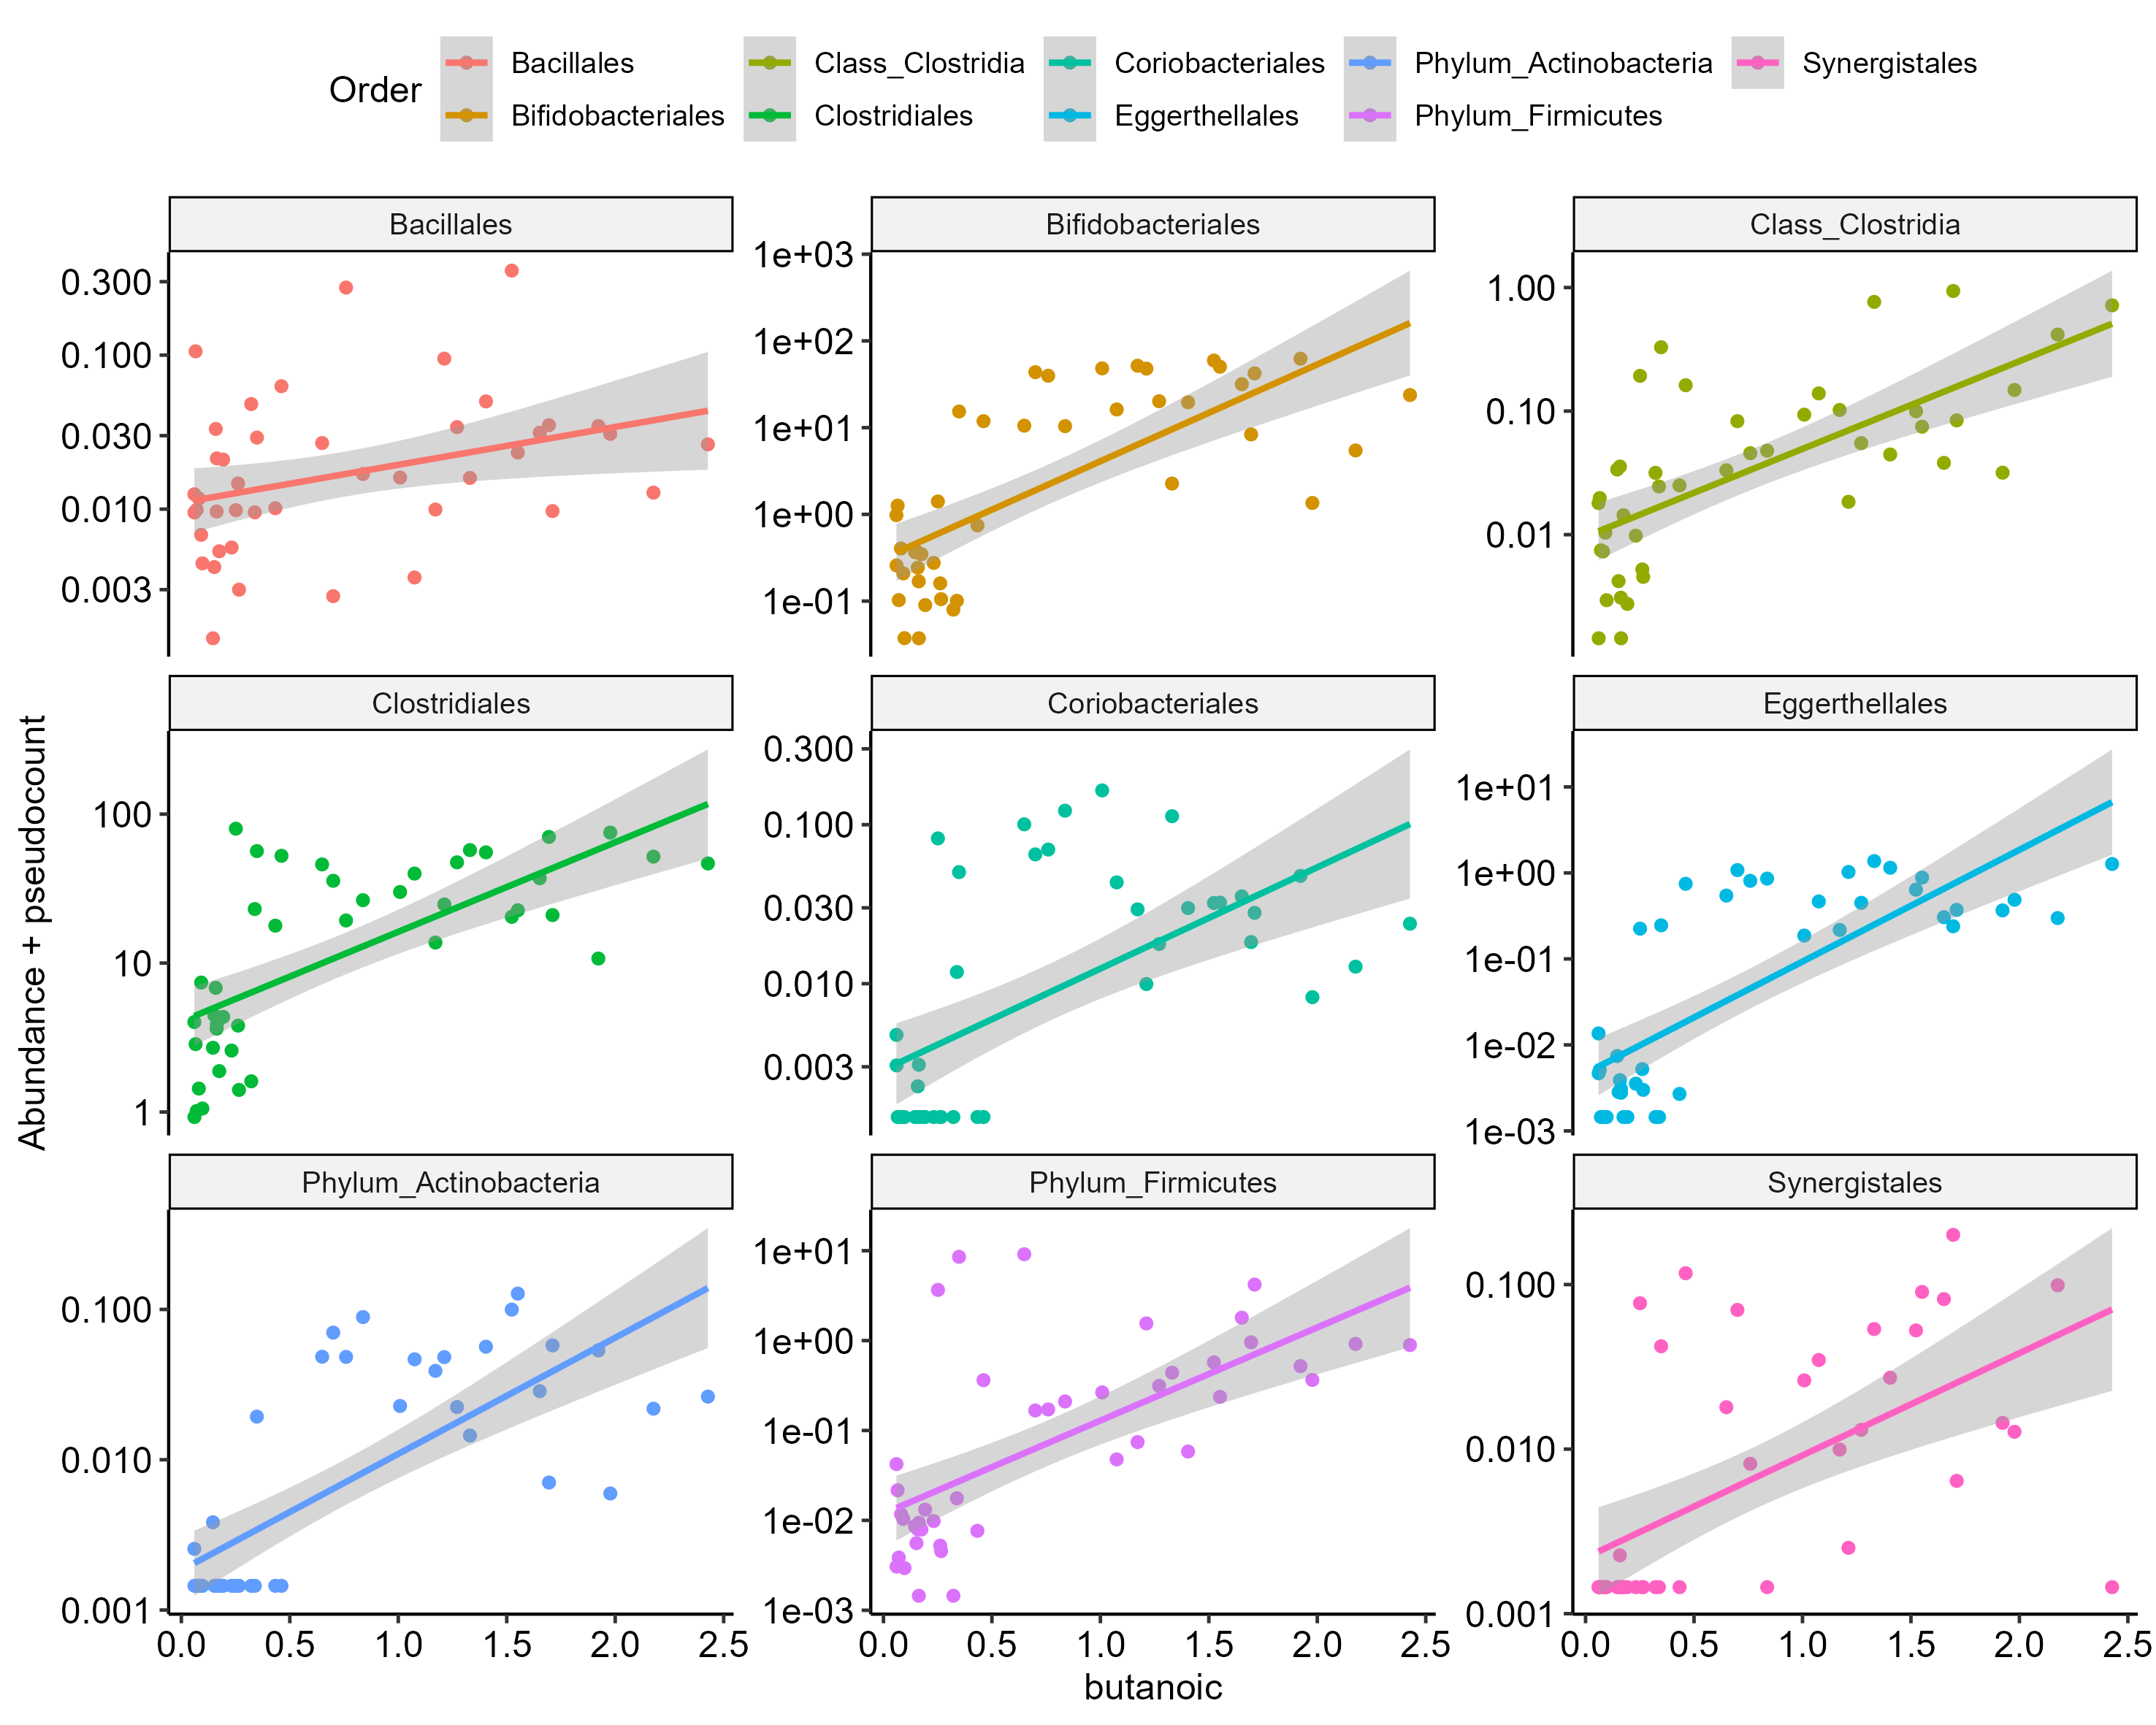 Order
Bacillales
Class_Clostridia
Coriobacteriales
Phylum_Actinobacteria
Synergistales
Bifidobacteriales
Clostridiales
Eggerthellales
Phylum_Firmicutes
Bacillales
0.300
0.100
0.030
0.010
0.003
Bifidobacteriales
1e+03
1e+02
1e+01
1e+00
1e-01
Class_Clostridia
1.00
0.10
0.01
Abundance + pseudocount
Clostridiales
100
10
1
Coriobacteriales
0.300
0.100
0.030
0.010
0.003
Eggerthellales
1e+01
1e+00
1e-01
1e-02
1e-03
Phylum_Actinobacteria
0.100
0.010
0.001
0.0 0.5 1.0 1.5 2.0 2.5
Phylum_Firmicutes
1e+01
1e+00
1e-01
1e-02
1e-03
0.0 0.5 1.0 1.5 2.0 2.5
Synergistales
0.100
0.010
0.001
0.0 0.5 1.0 1.5 2.0 2.5
butanoic